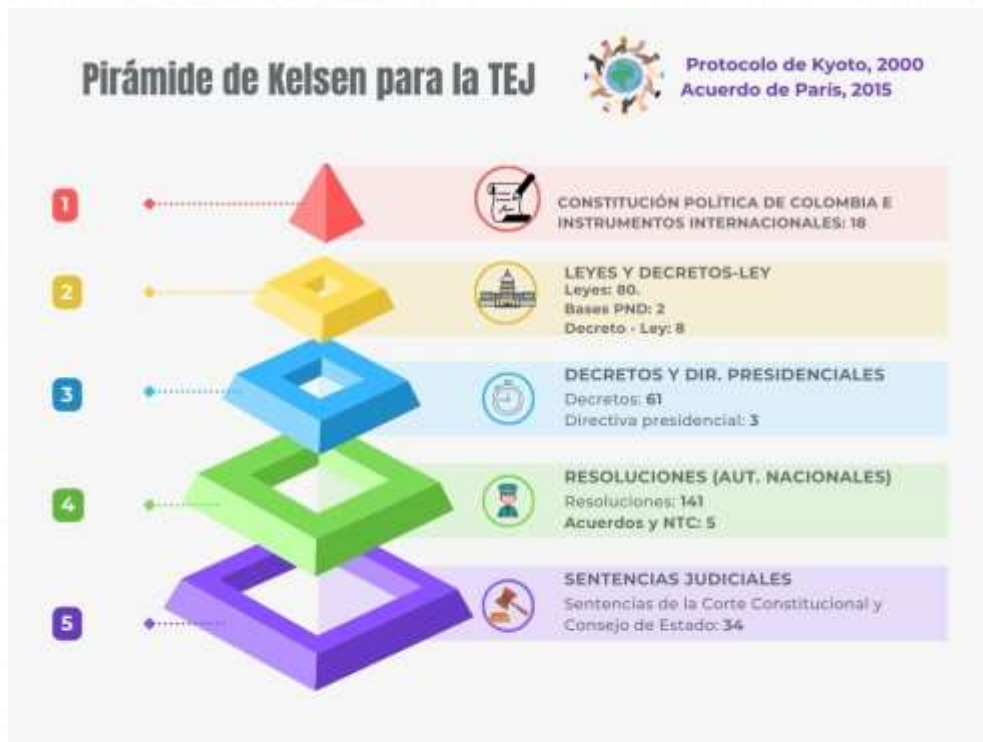 Pirámide de Kelsen para la TEJ
Protocolo de Kyoto, 2000
Acuerdo de París, 2015
1
CONSTITUCIÓN POLÍTICA DE COLOMBIA E
INSTRUMENTOS INTERNACIONALES: 18
2
LEYES Y DECRETOS-LEY
Leyes: 80.
Bases PND: 2
Decreto - Ley: 8
3
DECRETOS Y DIR. PRESIDENCIALES
Decretos: 61
Directiva presidencial: 3
4
RESOLUCIONES (AUT. NACIONALES)
Resoluciones: 141
Acuerdos y NTC: 5
5
SENTENCIAS JUDICIALES
Sentencias de la Corte Constitucional y
Consejo de Estado: 34